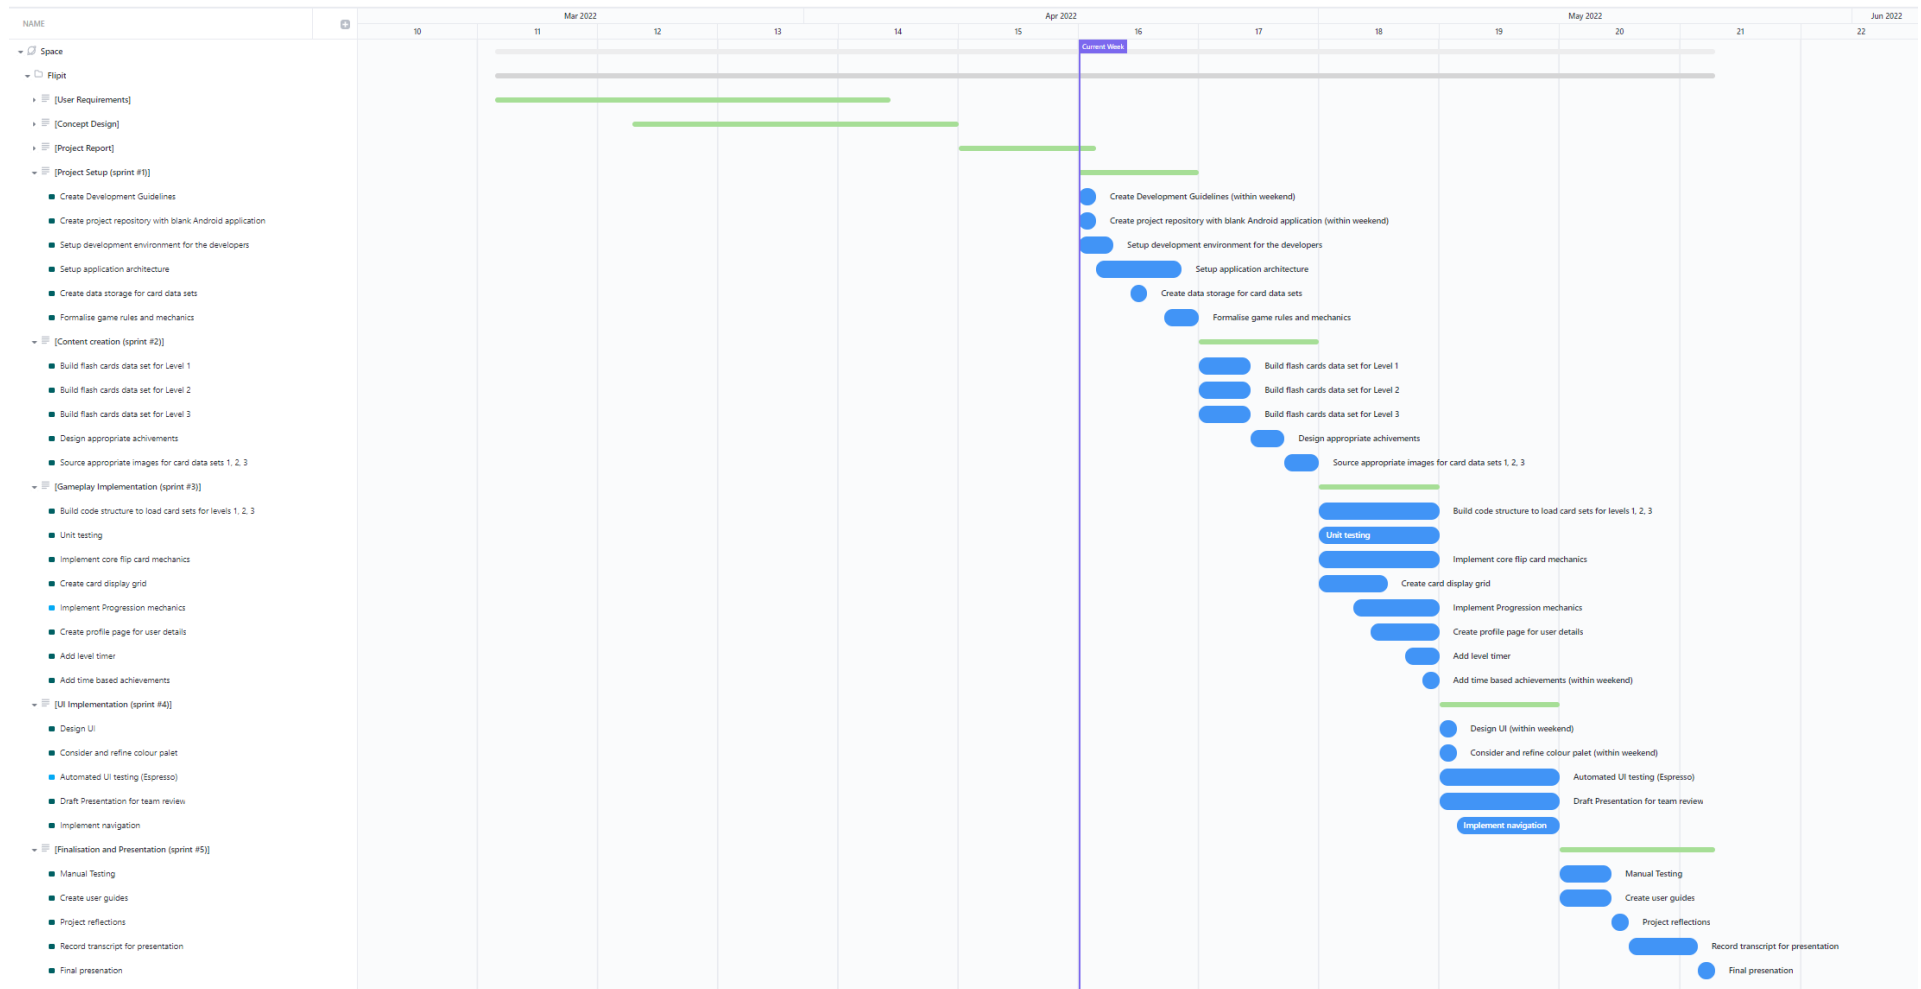 NAME
Mar 2022 Apr 2022 May 2022 Jun 2022
10 11 12 13 14 15 16 17 18 19 20 21 22
Current Week
Space
Flipit
[User Requirements]
[Concept Design]
[Project Report]
[Project Setup (sprint #1)]
Create Development Guidelines Create Development Guidelines (within weekend)
Create project repository with blank Android application Create project repository with blank Android application (within weekend)
Setup development environment for the developers Setup development environment for the developers
Setup application architecture Setup application architecture
Create data storage for card data sets Create data storage for card data sets
Formalise game rules and mechanics Formalise game rules and mechanics
[Content creation (sprint #2)]
Build flash cards data set for Level 1 Build flash cards data set for Level 1
Build flash cards data set for Level 2 Build flash cards data set for Level 2
Build flash cards data set for Level 3 Build flash cards data set for Level 3
Design appropriate achivements Design appropriate achivements
Source appropriate images for card data sets 1, 2, 3 Source appropriate images for card data sets 1, 2, 3
[Gameplay Implementation (sprint #3)]
Build code structure to load card sets for levels 1, 2, 3 Build code structure to load card sets for levels 1, 2, 3
Unit testing Unit testing
Implement core flip card mechanics Implement core flip card mechanics
Create card display grid Create card display grid
Implement Progression mechanics Implement Progression mechanics
Create profile page for user details Create profile page for user details
Add level timer Add level timer
Add time based achievements Add time based achievements (within weekend)
[UI Implementation (sprint #4)]
Design UI Design UI (within weekend)
Consider and refine colour palet Consider and refine colour palet (within weekend)
Automated UI testing (Espresso) Automated UI testing (Espresso)
Draft Presentation for team review Draft Presentation for team review
Implement navigation Implement navigation
[Finalisation and Presentation (sprint #5)]
Manual Testing Manual Testing
Create user guides Create user guides
Project reflections Project reflections
Record transcript for presentation Record transcript for presentation
Final presenation Final presenation